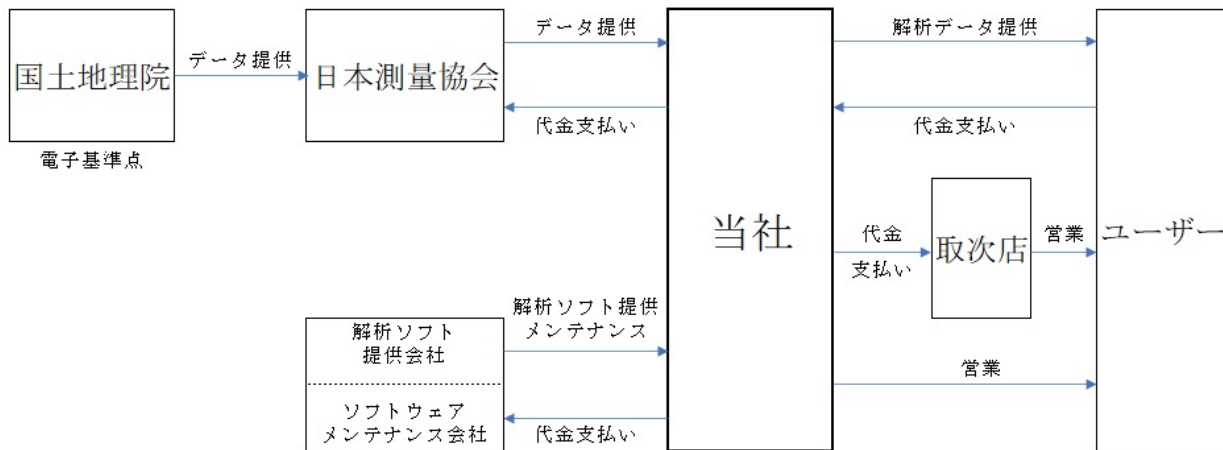 国土地理院
電子基準点
データ提供
日本測量協会
データ提供
代金支払い
当社
解析データ提供
代金支払い
代金
支払い
取次店
営業
ユーザー
営業
解析ソフト
提供会社
ソフトウェア
メンテナンス会社
解析ソフト提供
メンテナンス
代金支払い